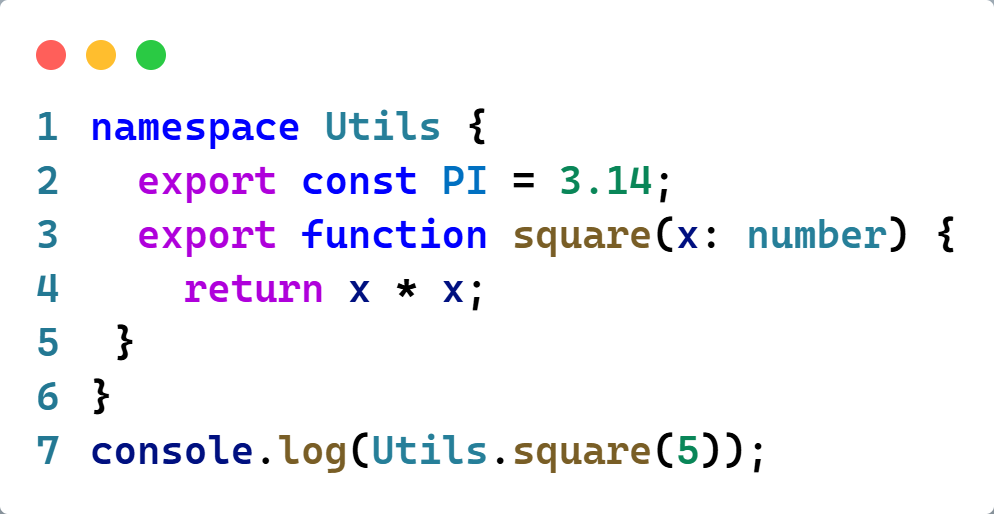 1 namespace Utils {
2   export const PI = 3.14;
3   export function square(x: number) {
4     return x * x;
5  }
6 }
7 console.log(Utils.square(5));